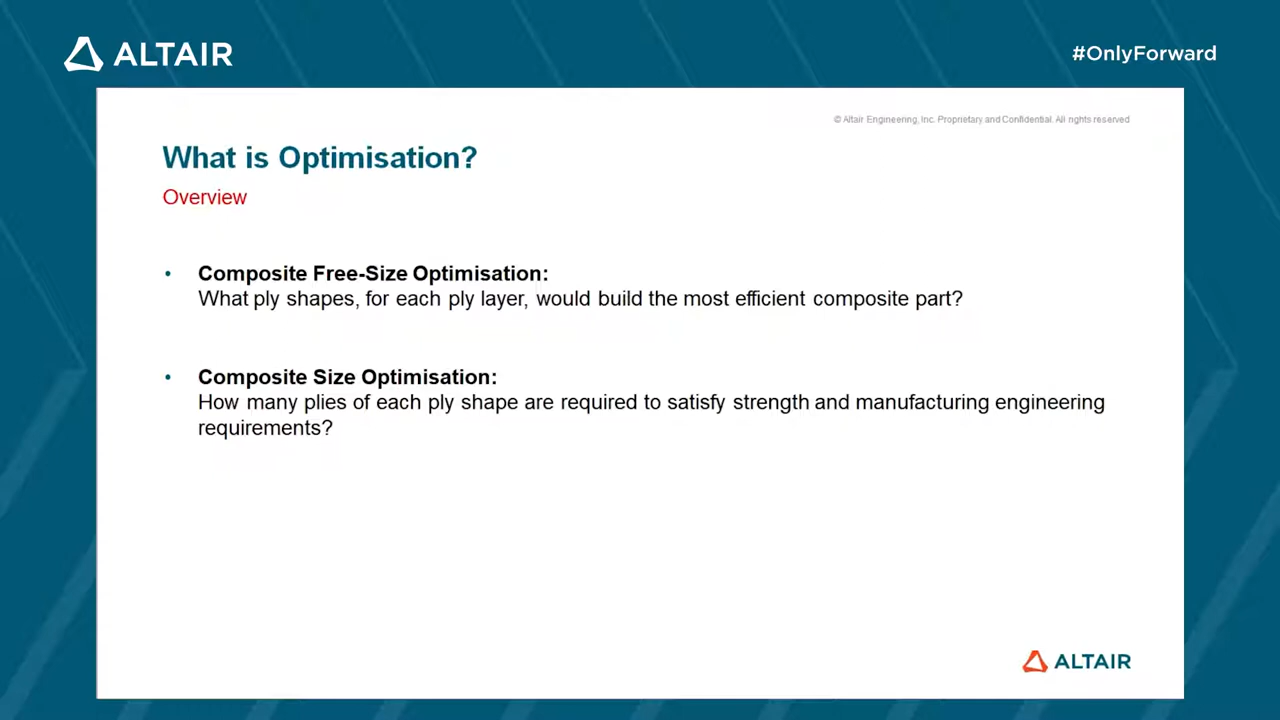 ALTAIR
#OnlyForward
© Altair Engineering, Inc. Proprietary and Confidential. All rights reserved
What is Optimisation?
Overview
• Composite Free-Size Optimisation:
What ply shapes, for each ply layer, would build the most efficient composite part?
• Composite Size Optimisation:
How many plies of each ply shape are required to satisfy strength and manufacturing engineering
requirements?
ALTAIR